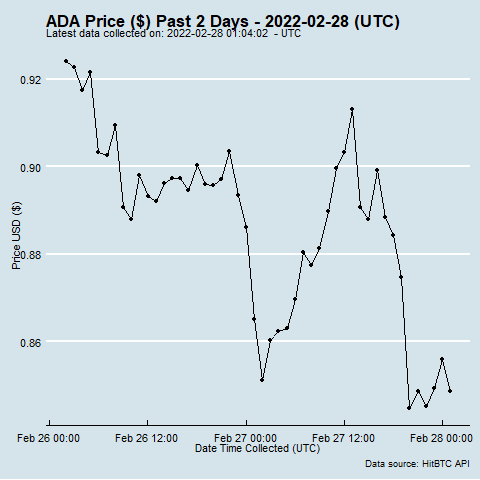 ADA Price ($) Past 2 Days - 2022-02-28 (UTC)
Latest data collected on: 2022-02-28 01:04:02  - UTC
0.92
0.90
0.88
0.86
Price USD ($)
Feb 26 00:00 Feb 26 12:00 Feb 27 00:00 Feb 27 12:00 Feb 28 00:00
Date Time Collected (UTC)
Data source: HitBTC API